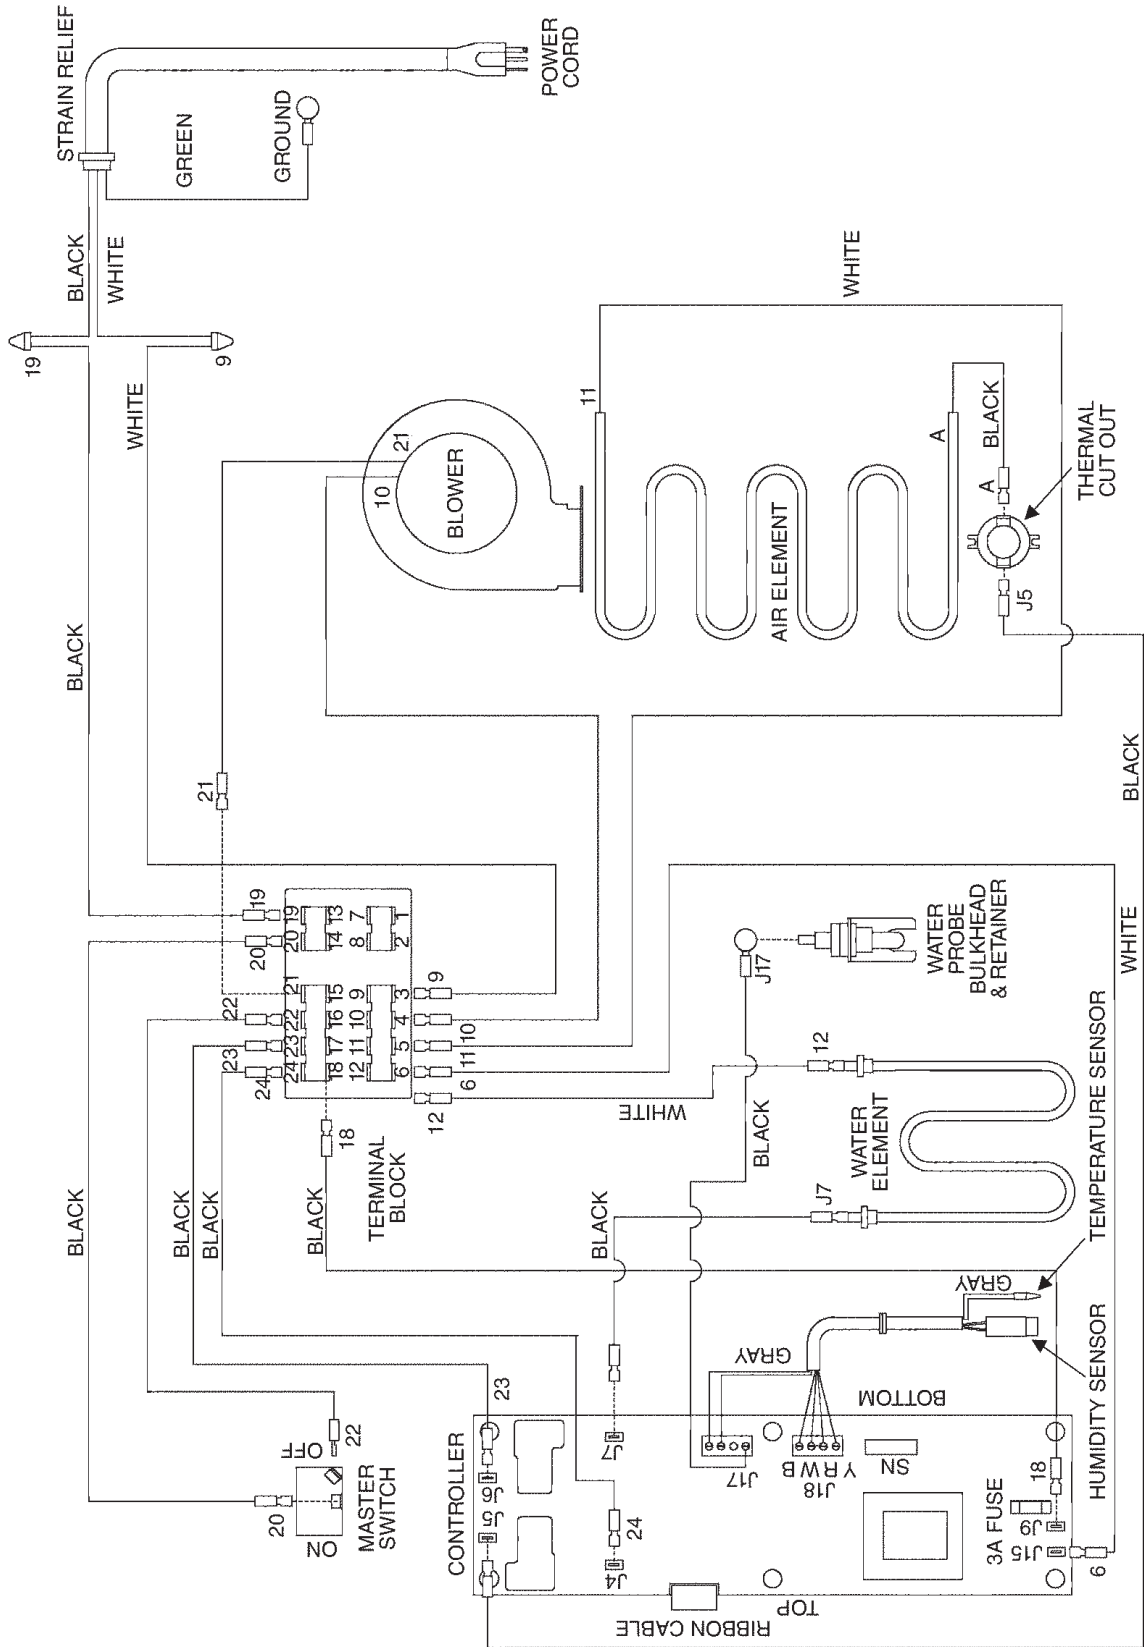 STRAIN RELIEF
POWER
CORD
GREEN
GROUND
BLACK
WHITE
19
9
WHITE
BLACK
21
10
21
BLOWER
11
WHITE
AIR ELEMENT
A
BLACK
A
THERMAL
CUT OUT
J5
BLACK
WHITE
BLACK
20
19
22
23
24
19
20
21
22
23
24
13
14
15
16
17
18
7
8
9
10
11
12
1
2
3
4
5
6
9
10
11
6
12
18
TERMINAL
BLOCK
WHITE
BLACK
BLACK
BLACK
BLACK
J17
WATER
PROBE
BULKHEAD
& RETAINER
12
WATER
ELEMENT
J7
BLACK
TEMPERATURE SENSOR
GRAY
HUMIDITY SENSOR
GRAY
20
ON
OFF
22
MASTER
SWITCH
23
CONTROLLER
J6
J5
J7
J4
24
J17
Y R W B
J18
SN
BOTTOM
TOP
RIBBON CABLE
3A FUSE
J9
J15
18
6